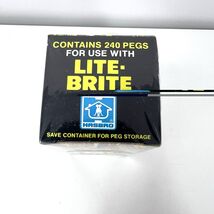 CONTAINS 240 PEGS
FOR USE WITH
LITE-
BRITE
HASBRO
SAVE CONTAINER FOR PEG STORAGE